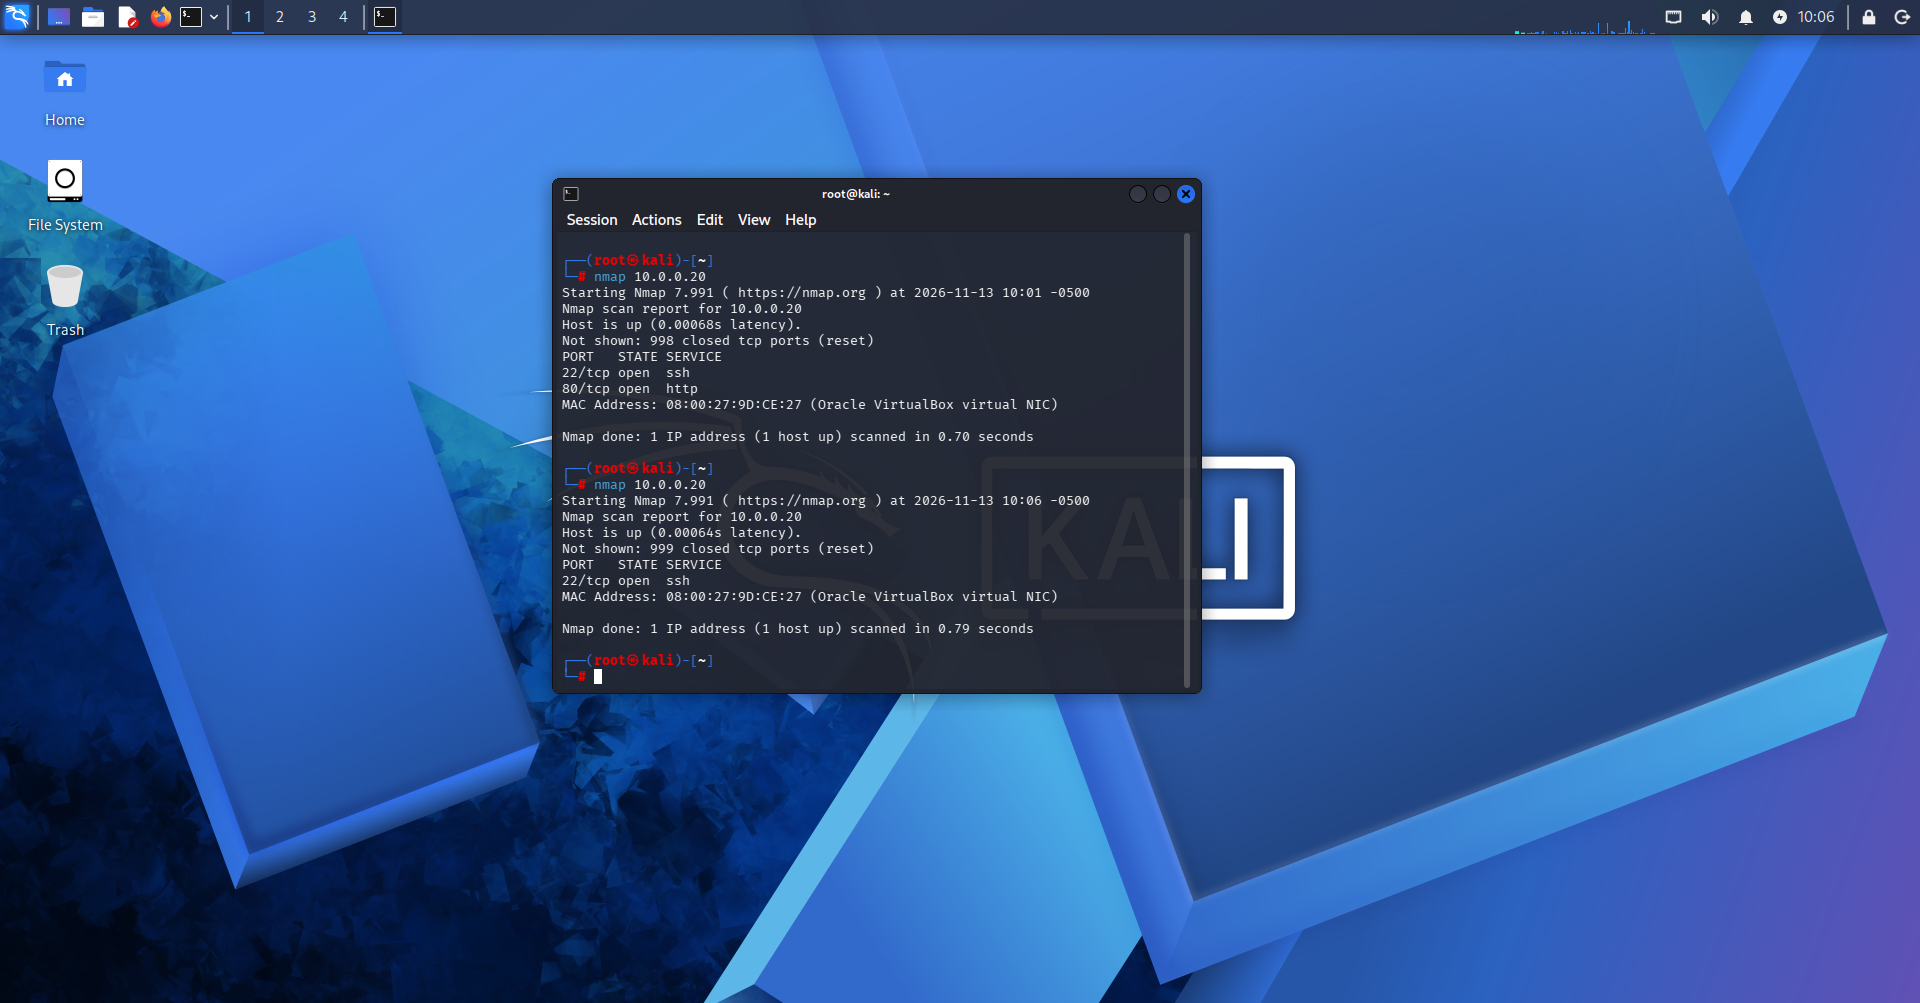 1 2 3 4 10:06
Home
File System
Trash
root@kali: ~
Session Actions Edit View Help
┌──(root㉿kali)-[~]
└─# nmap 10.0.0.20
Starting Nmap 7.991 ( https://nmap.org ) at 2026-11-13 10:01 -0500
Nmap scan report for 10.0.0.20
Host is up (0.00068s latency).
Not shown: 998 closed tcp ports (reset)
PORT   STATE SERVICE
22/tcp open  ssh
80/tcp open  http
MAC Address: 08:00:27:9D:CE:27 (Oracle VirtualBox virtual NIC)
Nmap done: 1 IP address (1 host up) scanned in 0.70 seconds
┌──(root㉿kali)-[~]
└─# nmap 10.0.0.20
Starting Nmap 7.991 ( https://nmap.org ) at 2026-11-13 10:06 -0500
Nmap scan report for 10.0.0.20
Host is up (0.00064s latency).
Not shown: 999 closed tcp ports (reset)
PORT   STATE SERVICE
22/tcp open  ssh
MAC Address: 08:00:27:9D:CE:27 (Oracle VirtualBox virtual NIC)
Nmap done: 1 IP address (1 host up) scanned in 0.79 seconds
┌──(root㉿kali)-[~]
└─#
KALI